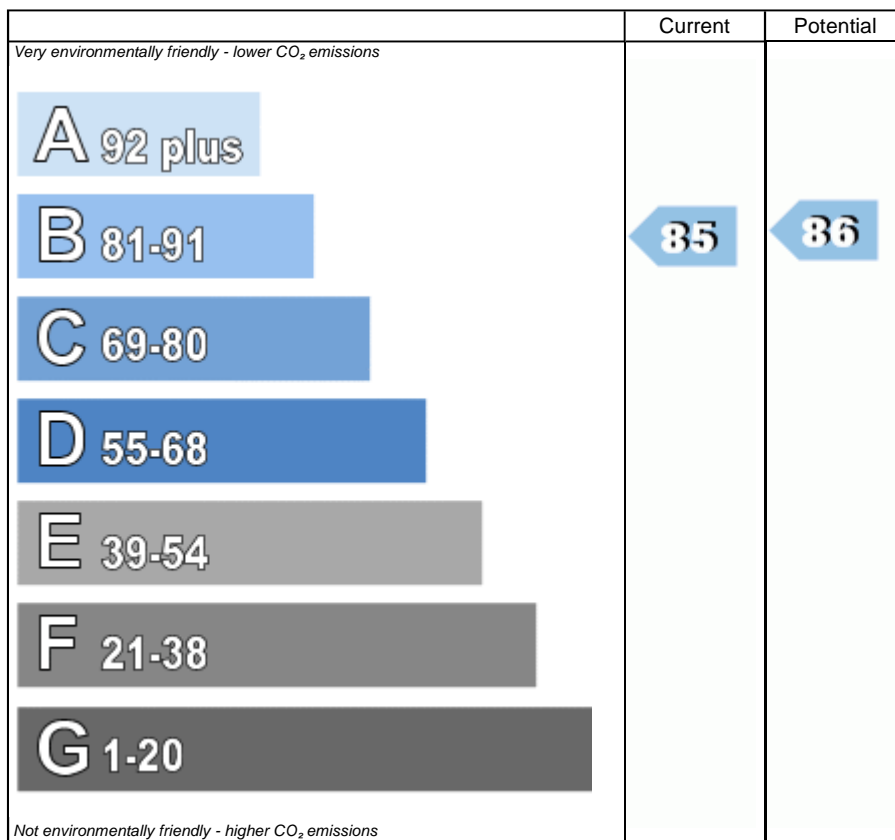 Current Potential
Very environmentally friendly - lower CO₂ emissions
A 92 plus
B 81-91 85 86
C 69-80
D 55-68
E 39-54
F 21-38
G 1-20
Not environmentally friendly - higher CO₂ emissions